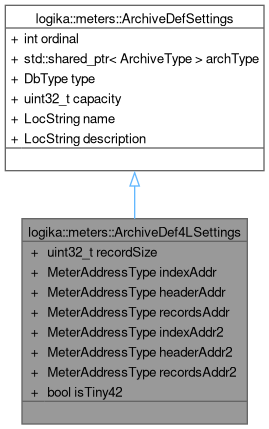 logika::meters::ArchiveDefSettings
+ int ordinal
+ std::shared_ptr< ArchiveType > archType
+ DbType type
+ uint32_t capacity
+ LocString name
+ LocString description
logika::meters::ArchiveDef4LSettings
+ uint32_t recordSize
+ MeterAddressType indexAddr
+ MeterAddressType headerAddr
+ MeterAddressType recordsAddr
+ MeterAddressType indexAddr2
+ MeterAddressType headerAddr2
+ MeterAddressType recordsAddr2
+ bool isTiny42